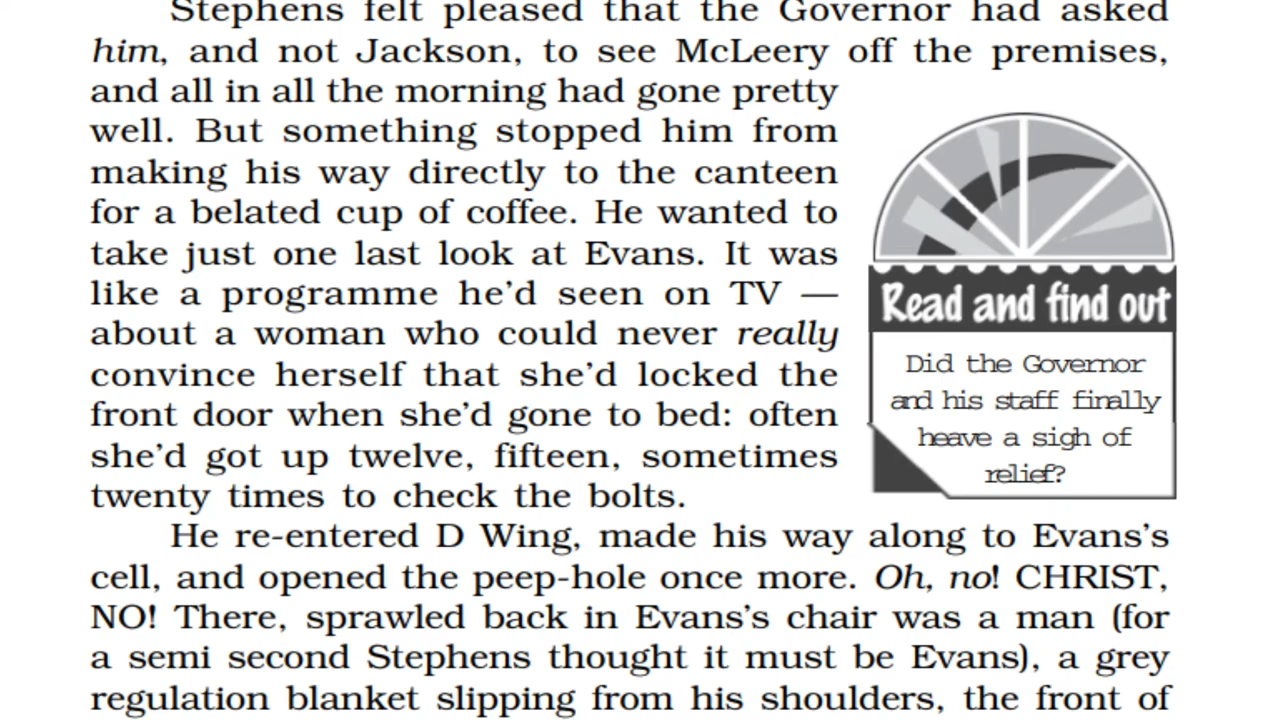 Stephens felt pleased that the Governor had asked
him, and not Jackson, to see McLeery off the premises,
and all in all the morning had gone pretty
well. But something stopped him from
making his way directly to the canteen
for a belated cup of coffee. He wanted to
take just one last look at Evans. It was
like a programme he'd seen on TV —
about a woman who could never really
convince herself that she'd locked the
front door when she'd gone to bed: often
she'd got up twelve, fifteen, sometimes
twenty times to check the bolts.
Read and find out
Did the Governor
and his staff finally
heave a sigh of
relief?
He re-entered D Wing, made his way along to Evans's
cell, and opened the peep-hole once more. Oh, no! CHRIST,
NO! There, sprawled back in Evans's chair was a man (for
a semi second Stephens thought it must be Evans), a grey
regulation blanket slipping from his shoulders, the front of